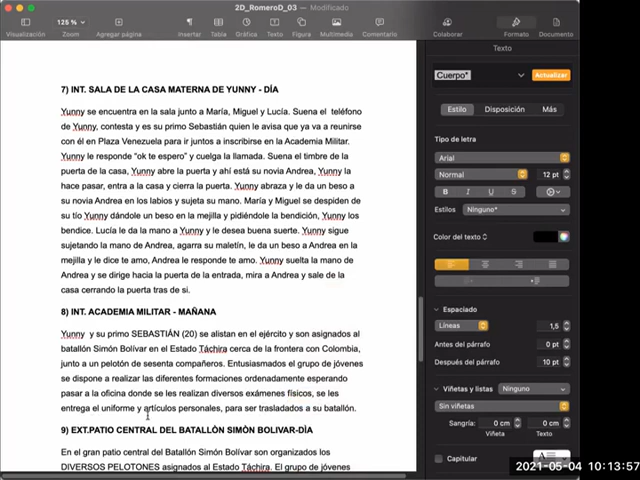 2D_RomeroD_03 — Modificado
125 %
Visualización Zoom Agregar página Insertar Tabla Gráfica Texto Figura Multimedia Comentario Colaborar Formato Documento
Texto
7) INT. SALA DE LA CASA MATERNA DE YUNNY - DÍA
Yunny se encuentra en la sala junto a María, Miguel y Lucía. Suena el teléfono
de Yunny, contesta y es su primo Sebastián quien le avisa que ya va a reunirse
con él en Plaza Venezuela para ir juntos a inscribirse en la Academia Militar.
Yunny le responde “ok te espero” y cuelga la llamada. Suena el timbre de la
puerta de la casa, Yunny abre la puerta y ahí está su novia Andrea, Yunny la
hace pasar, entra a la casa y cierra la puerta. Yunny abraza y le da un beso a
su novia Andrea en los labios y sujeta su mano. María y Miguel se despiden de
su tío Yunny dándole un beso en la mejilla y pidiéndole la bendición, Yunny los
bendice. Lucía le da la mano a Yunny y le desea buena suerte. Yunny sigue
sujetando la mano de Andrea, agarra su maletín, le da un beso a Andrea en la
mejilla y le dice te amo, Andrea le responde te amo. Yunny suelta la mano de
Andrea y se dirige hacia la puerta de la entrada, mira a Andrea y sale de la
casa cerrando la puerta tras de si.
8) INT. ACADEMIA MILITAR - MAÑANA
Yunny y su primo SEBASTIÁN (20) se alistan en el ejército y son asignados al
batallón Simón Bolívar en el Estado Táchira cerca de la frontera con Colombia,
junto a un pelotón de sesenta compañeros. Entusiasmados el grupo de jóvenes
se dispone a realizar las diferentes formaciones ordenadamente esperando
pasar a la oficina donde se les realizan diversos exámenes físicos, se les
entrega el uniforme y artículos personales, para ser trasladados a su batallón.
9) EXT.PATIO CENTRAL DEL BATALLÓN SIMÓN BOLIVAR-DÌA
En el gran patio central del Batallón Simón Bolívar son organizados los
DIVERSOS PELOTONES asignados al Estado Táchira. El grupo de jóvenes
Cuerpo*
Actualizar
Estilo Disposición Más
Tipo de letra
Arial
Normal 12 pt
B I U S
Estilos Ninguno*
Color del texto
Espaciado
Líneas 1,5
Antes del párrafo 0 pt
Después del párrafo 10 pt
Viñetas y listas Ninguno
Sin viñetas
Sangría: 0 cm 0 cm
Viñeta Texto
Capitular
2021-05-04 10:13:57